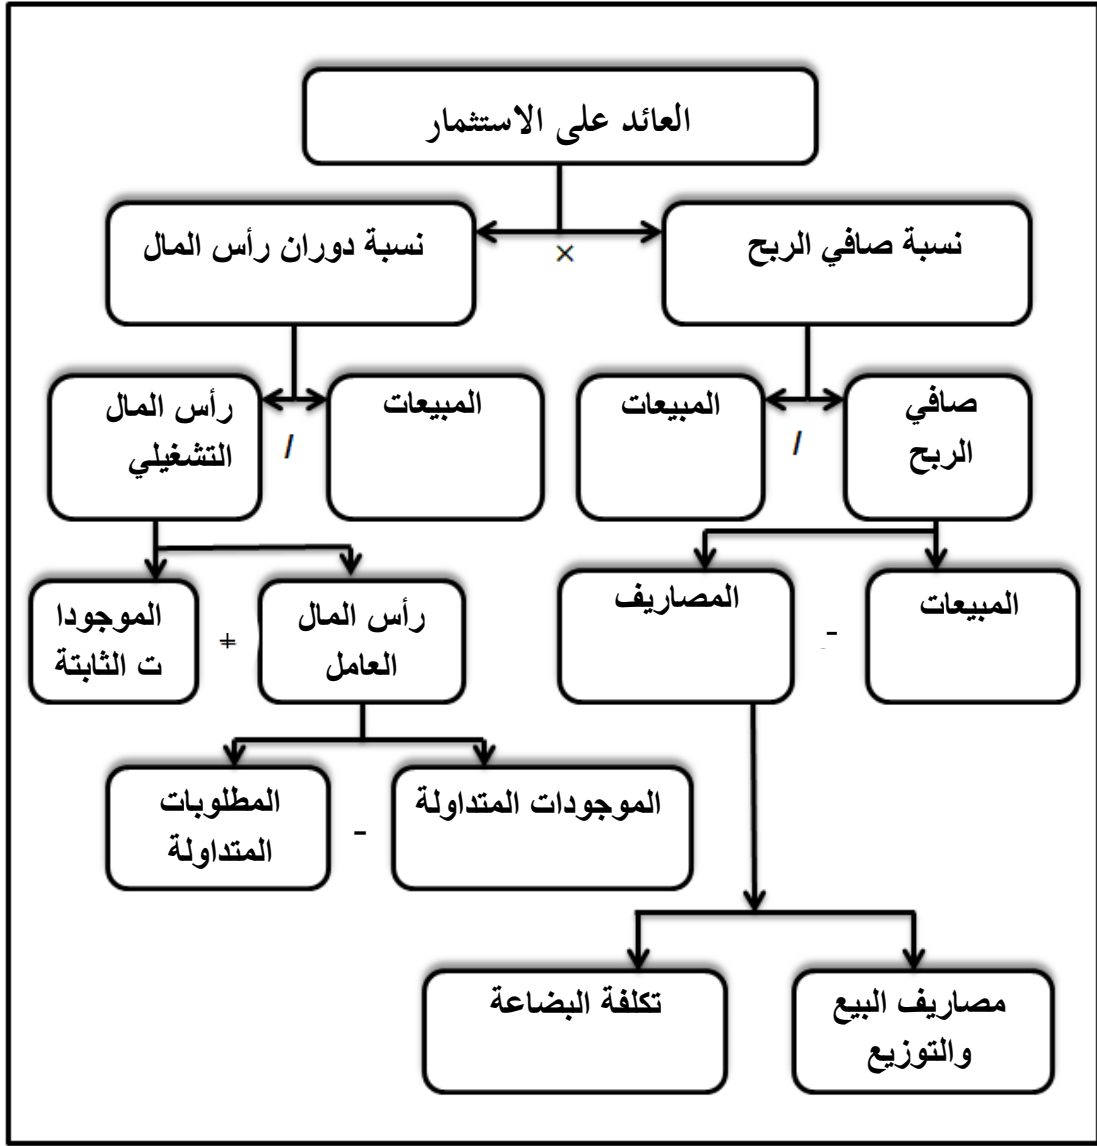 العائد على الاستثمار
نسبة صافي الربح
×
نسبة دوران رأس المال
صافي
الربح
/
المبيعات
المبيعات
/
رأس المال
التشغيلي
المبيعات
-
المصاريف
رأس المال
العامل
+
الموجودا
ت الثابتة
الموجودات المتداولة
-
المطلوبات
المتداولة
مصاريف البيع
والتوزيع
تكلفة البضاعة